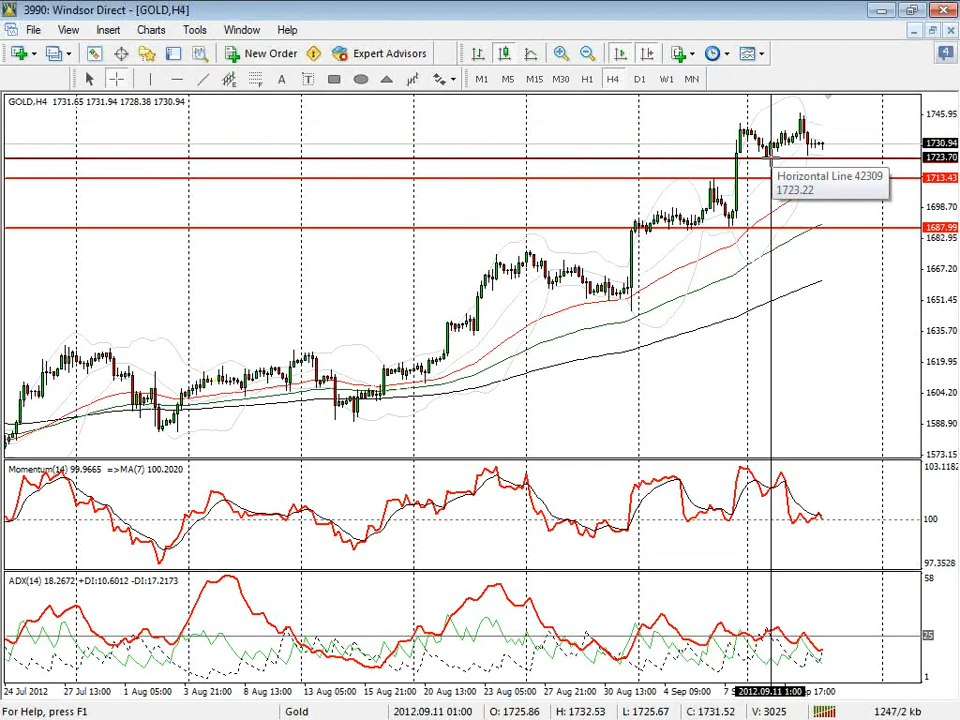 3990: Windsor Direct - [GOLD,H4]
File View Insert Charts Tools Window Help
New Order Expert Advisors 4
A T M1 M5 M15 M30 H1 H4 D1 W1 MN
GOLD,H4 1731.65 1731.94 1728.38 1730.94
1745.95
1730.94
1723.70
1713.43
1698.70
1687.99
1682.95
1667.20
1651.45
1635.70
1619.95
1604.20
1588.90
1573.15
Horizontal Line 42309
1723.22
Momentum(14) 99.9665 =>MA(7) 100.2020
103.1182
100
97.3528
ADX(14) 18.2672 +DI:10.6012 -DI:17.2173
58
25
1
24 Jul 2012 27 Jul 13:00 1 Aug 05:00 3 Aug 21:00 8 Aug 13:00 13 Aug 05:00 15 Aug 21:00 20 Aug 13:00 23 Aug 05:00 27 Aug 21:00 30 Aug 13:00 4 Sep 09:00 7 S 2012.09.11 1:00 p 17:00
For Help, press F1 Gold 2012.09.11 01:00 O: 1725.86 H: 1732.53 L: 1725.67 C: 1731.52 V: 3025 1247/2 kb